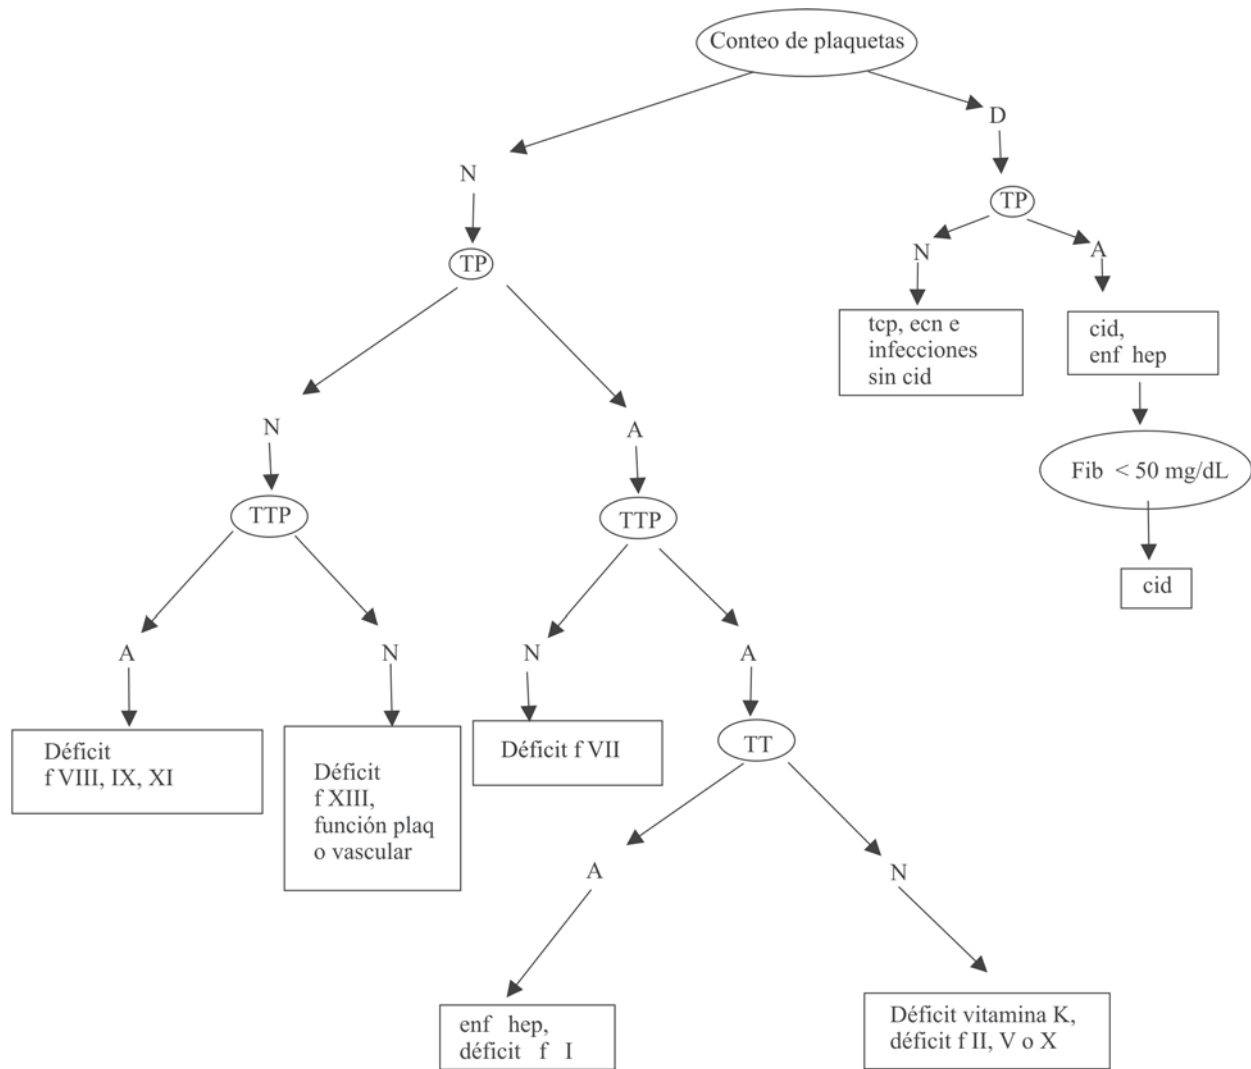 Conteo de plaquetas
D
N
TP
TP
N
A
tcp, ecn e
infecciones
sin cid
cid,
enf hep
N
A
Fib < 50 mg/dL
TTP
TTP
cid
A
N
N
A
Déficit
f VIII, IX, XI
Déficit
f XIII,
función plaq
o vascular
Déficit f VII
TT
A
N
enf hep,
déficit f I
Déficit vitamina K,
déficit f II, V o X